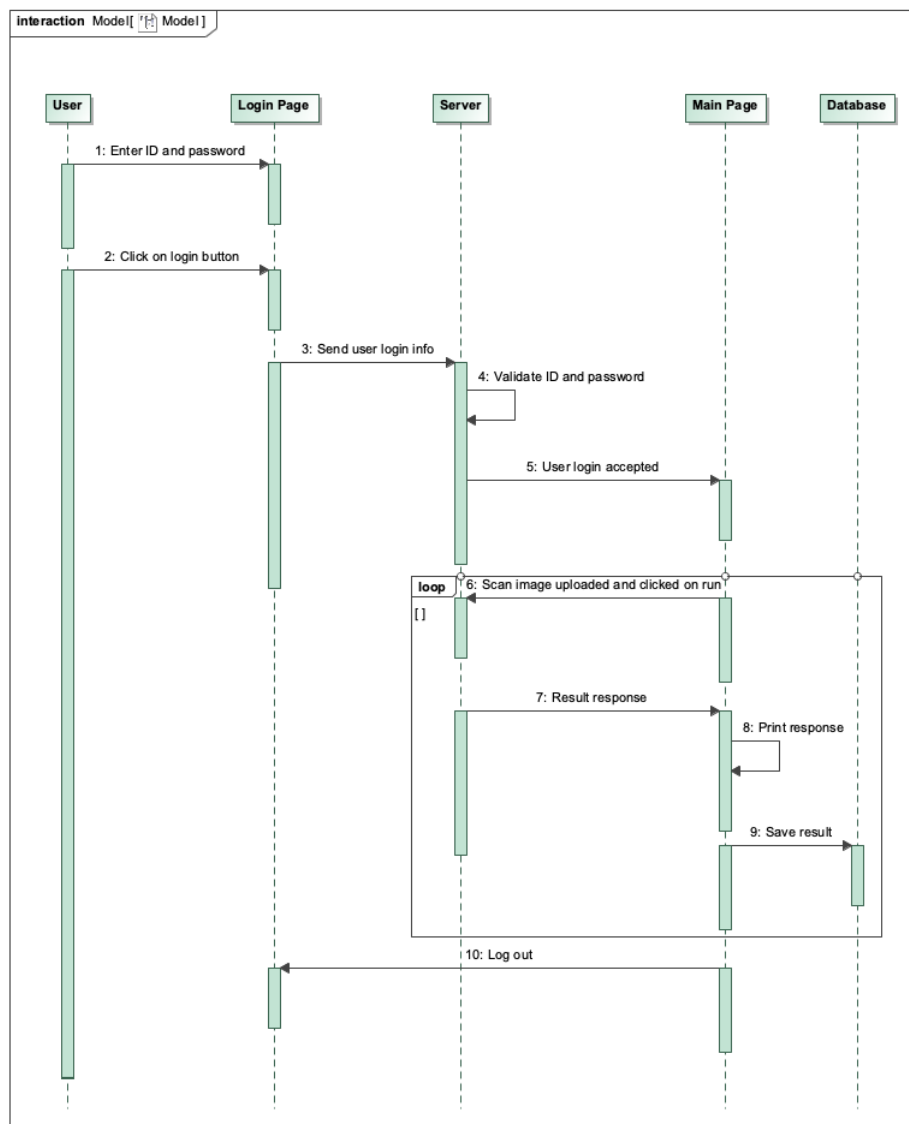 interaction Model[ Model ]
User
Login Page
Server
Main Page
Database
1: Enter ID and password
2: Click on login button
3: Send user login info
4: Validate ID and password
5: User login accepted
loop
6: Scan image uploaded and clicked on run
[ ]
7: Result response
8: Print response
9: Save result
10: Log out